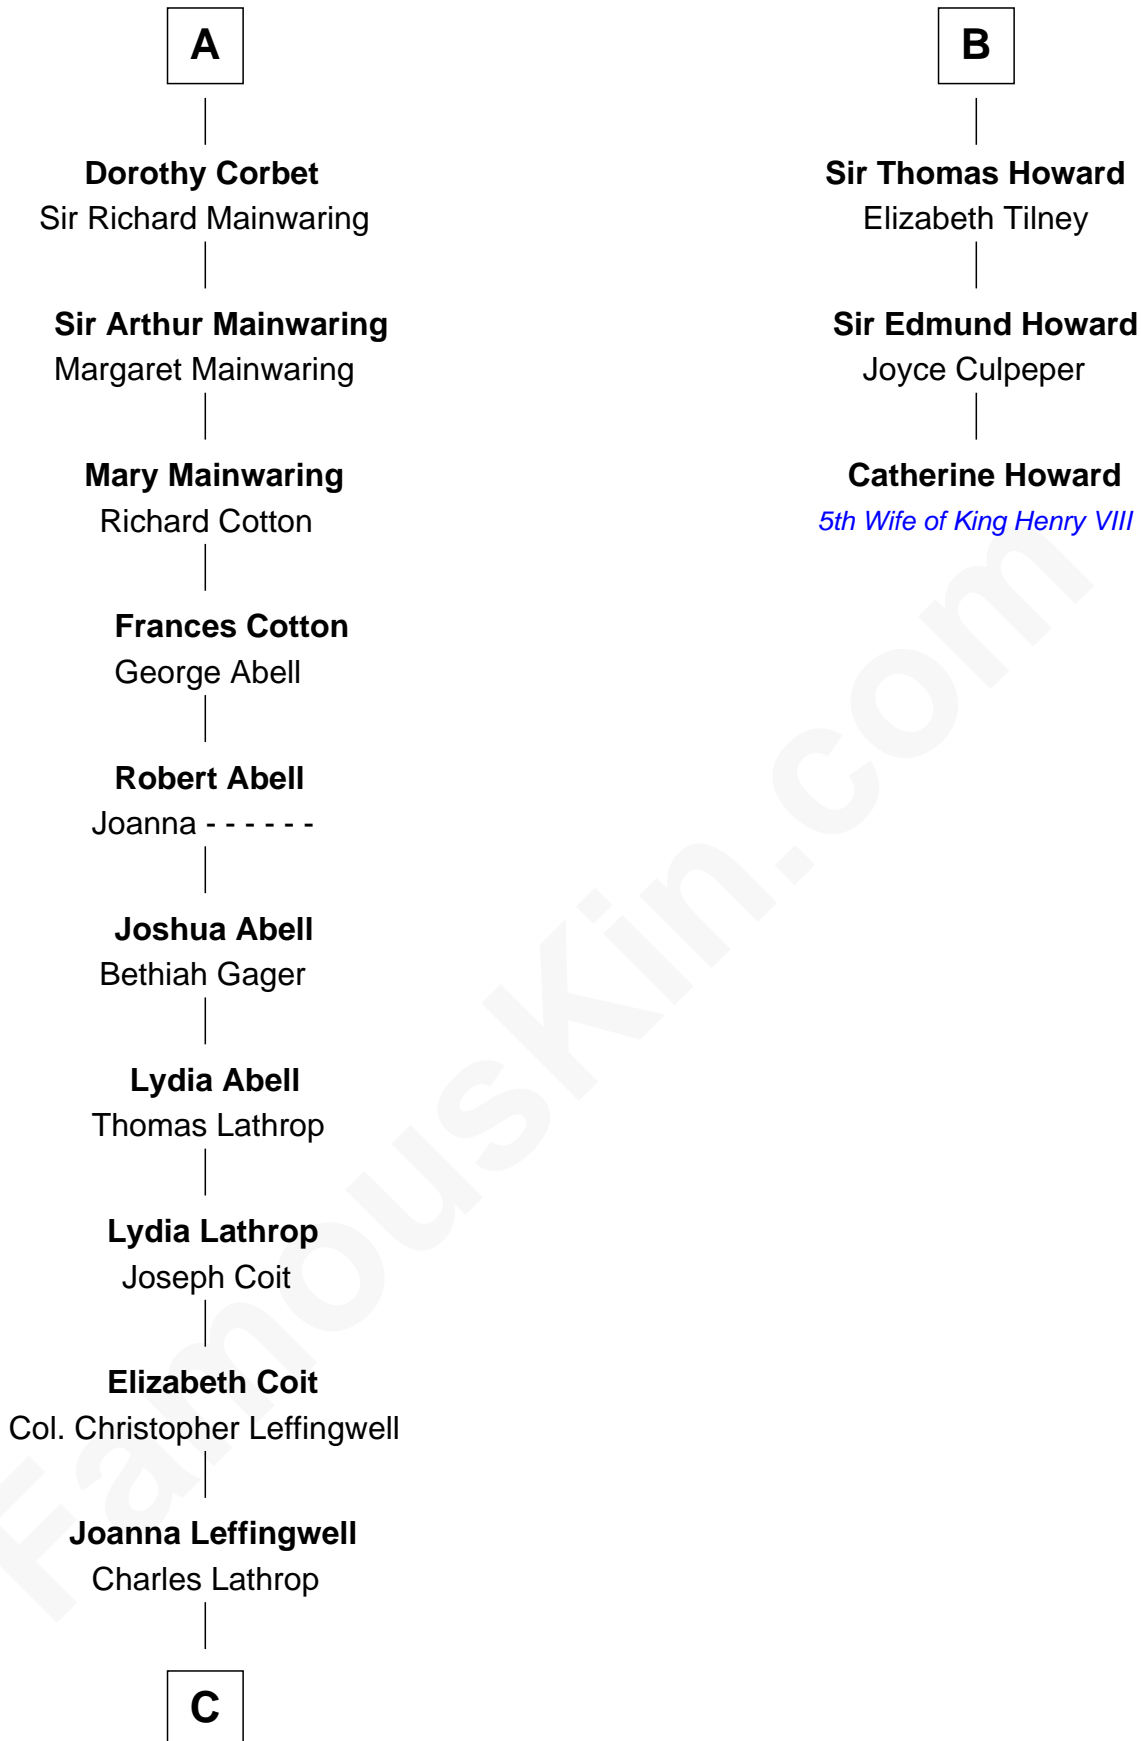 A
Dorothy Corbet
Sir Richard Mainwaring
Sir Arthur Mainwaring
Margaret Mainwaring
Mary Mainwaring
Richard Cotton
Frances Cotton
George Abell
Robert Abell
Joanna - - - - - -
Joshua Abell
Bethiah Gager
Lydia Abell
Thomas Lathrop
Lydia Lathrop
Joseph Coit
Elizabeth Coit
Col. Christopher Leffingwell
Joanna Leffingwell
Charles Lathrop
C
B
Sir Thomas Howard
Elizabeth Tilney
Sir Edmund Howard
Joyce Culpeper
Catherine Howard
5th Wife of King Henry VIII
FamousKin.com